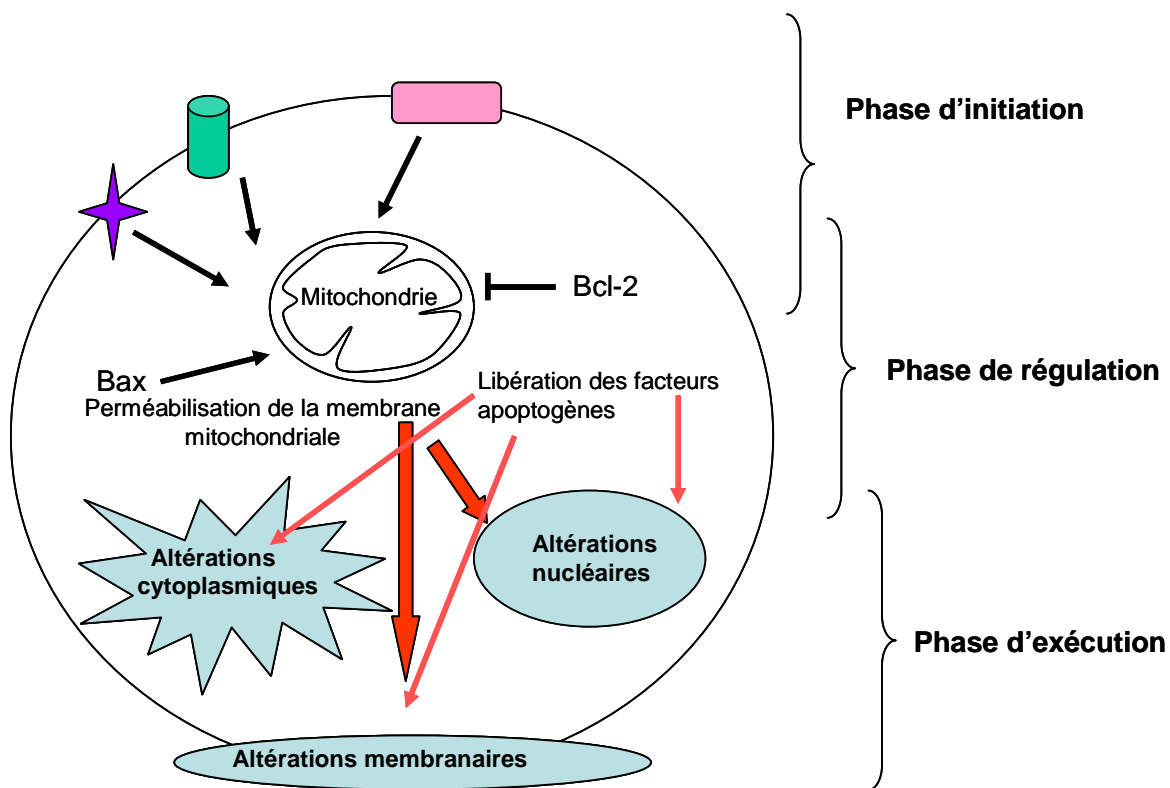 Phase d'initiation
Mitochondrie
Bcl-2
Bax
Perméabilisation de la membrane
mitochondriale
Libération des facteurs
apoptogènes
Phase de régulation
Altérations
cytoplasmiques
Altérations
nucléaires
Phase d'exécution
Altérations membranaires